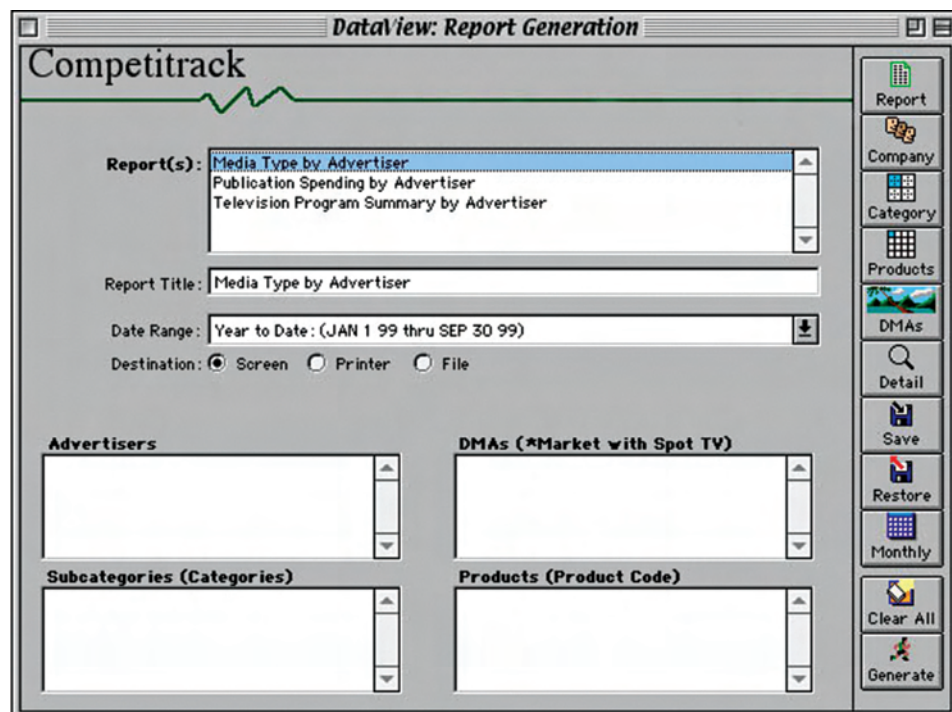 DataView: Report Generation
Competitrack
Report(s):
Media Type by Advertiser
Publication Spending by Advertiser
Television Program Summary by Advertiser
Report Title: Media Type by Advertiser
Date Range: Year to Date: (JAN 1 99 thru SEP 30 99)
Destination: Screen Printer File
Advertisers
DMAs (*Market with Spot TV)
Subcategories (Categories)
Products (Product Code)
Report
Company
Category
Products
DMAs
Detail
Save
Restore
Monthly
Clear All
Generate